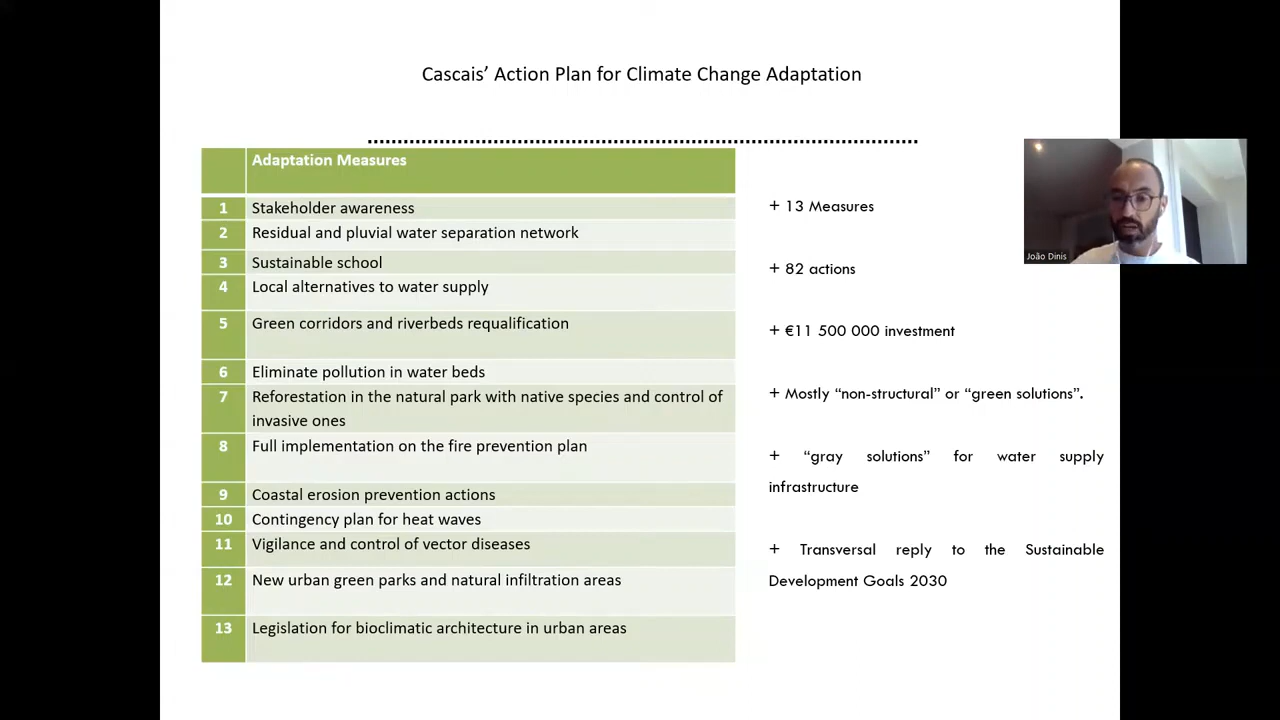 Cascais’ Action Plan for Climate Change Adaptation
Adaptation Measures
1 Stakeholder awareness
2 Residual and pluvial water separation network
3 Sustainable school
4 Local alternatives to water supply
5 Green corridors and riverbeds requalification
6 Eliminate pollution in water beds
7 Reforestation in the natural park with native species and control of
invasive ones
8 Full implementation on the fire prevention plan
9 Coastal erosion prevention actions
10 Contingency plan for heat waves
11 Vigilance and control of vector diseases
12 New urban green parks and natural infiltration areas
13 Legislation for bioclimatic architecture in urban areas
+ 13 Measures
+ 82 actions
+ €11 500 000 investment
+ Mostly “non-structural” or “green solutions”.
+ “gray solutions” for water supply
infrastructure
+ Transversal reply to the Sustainable
Development Goals 2030
João Dinis